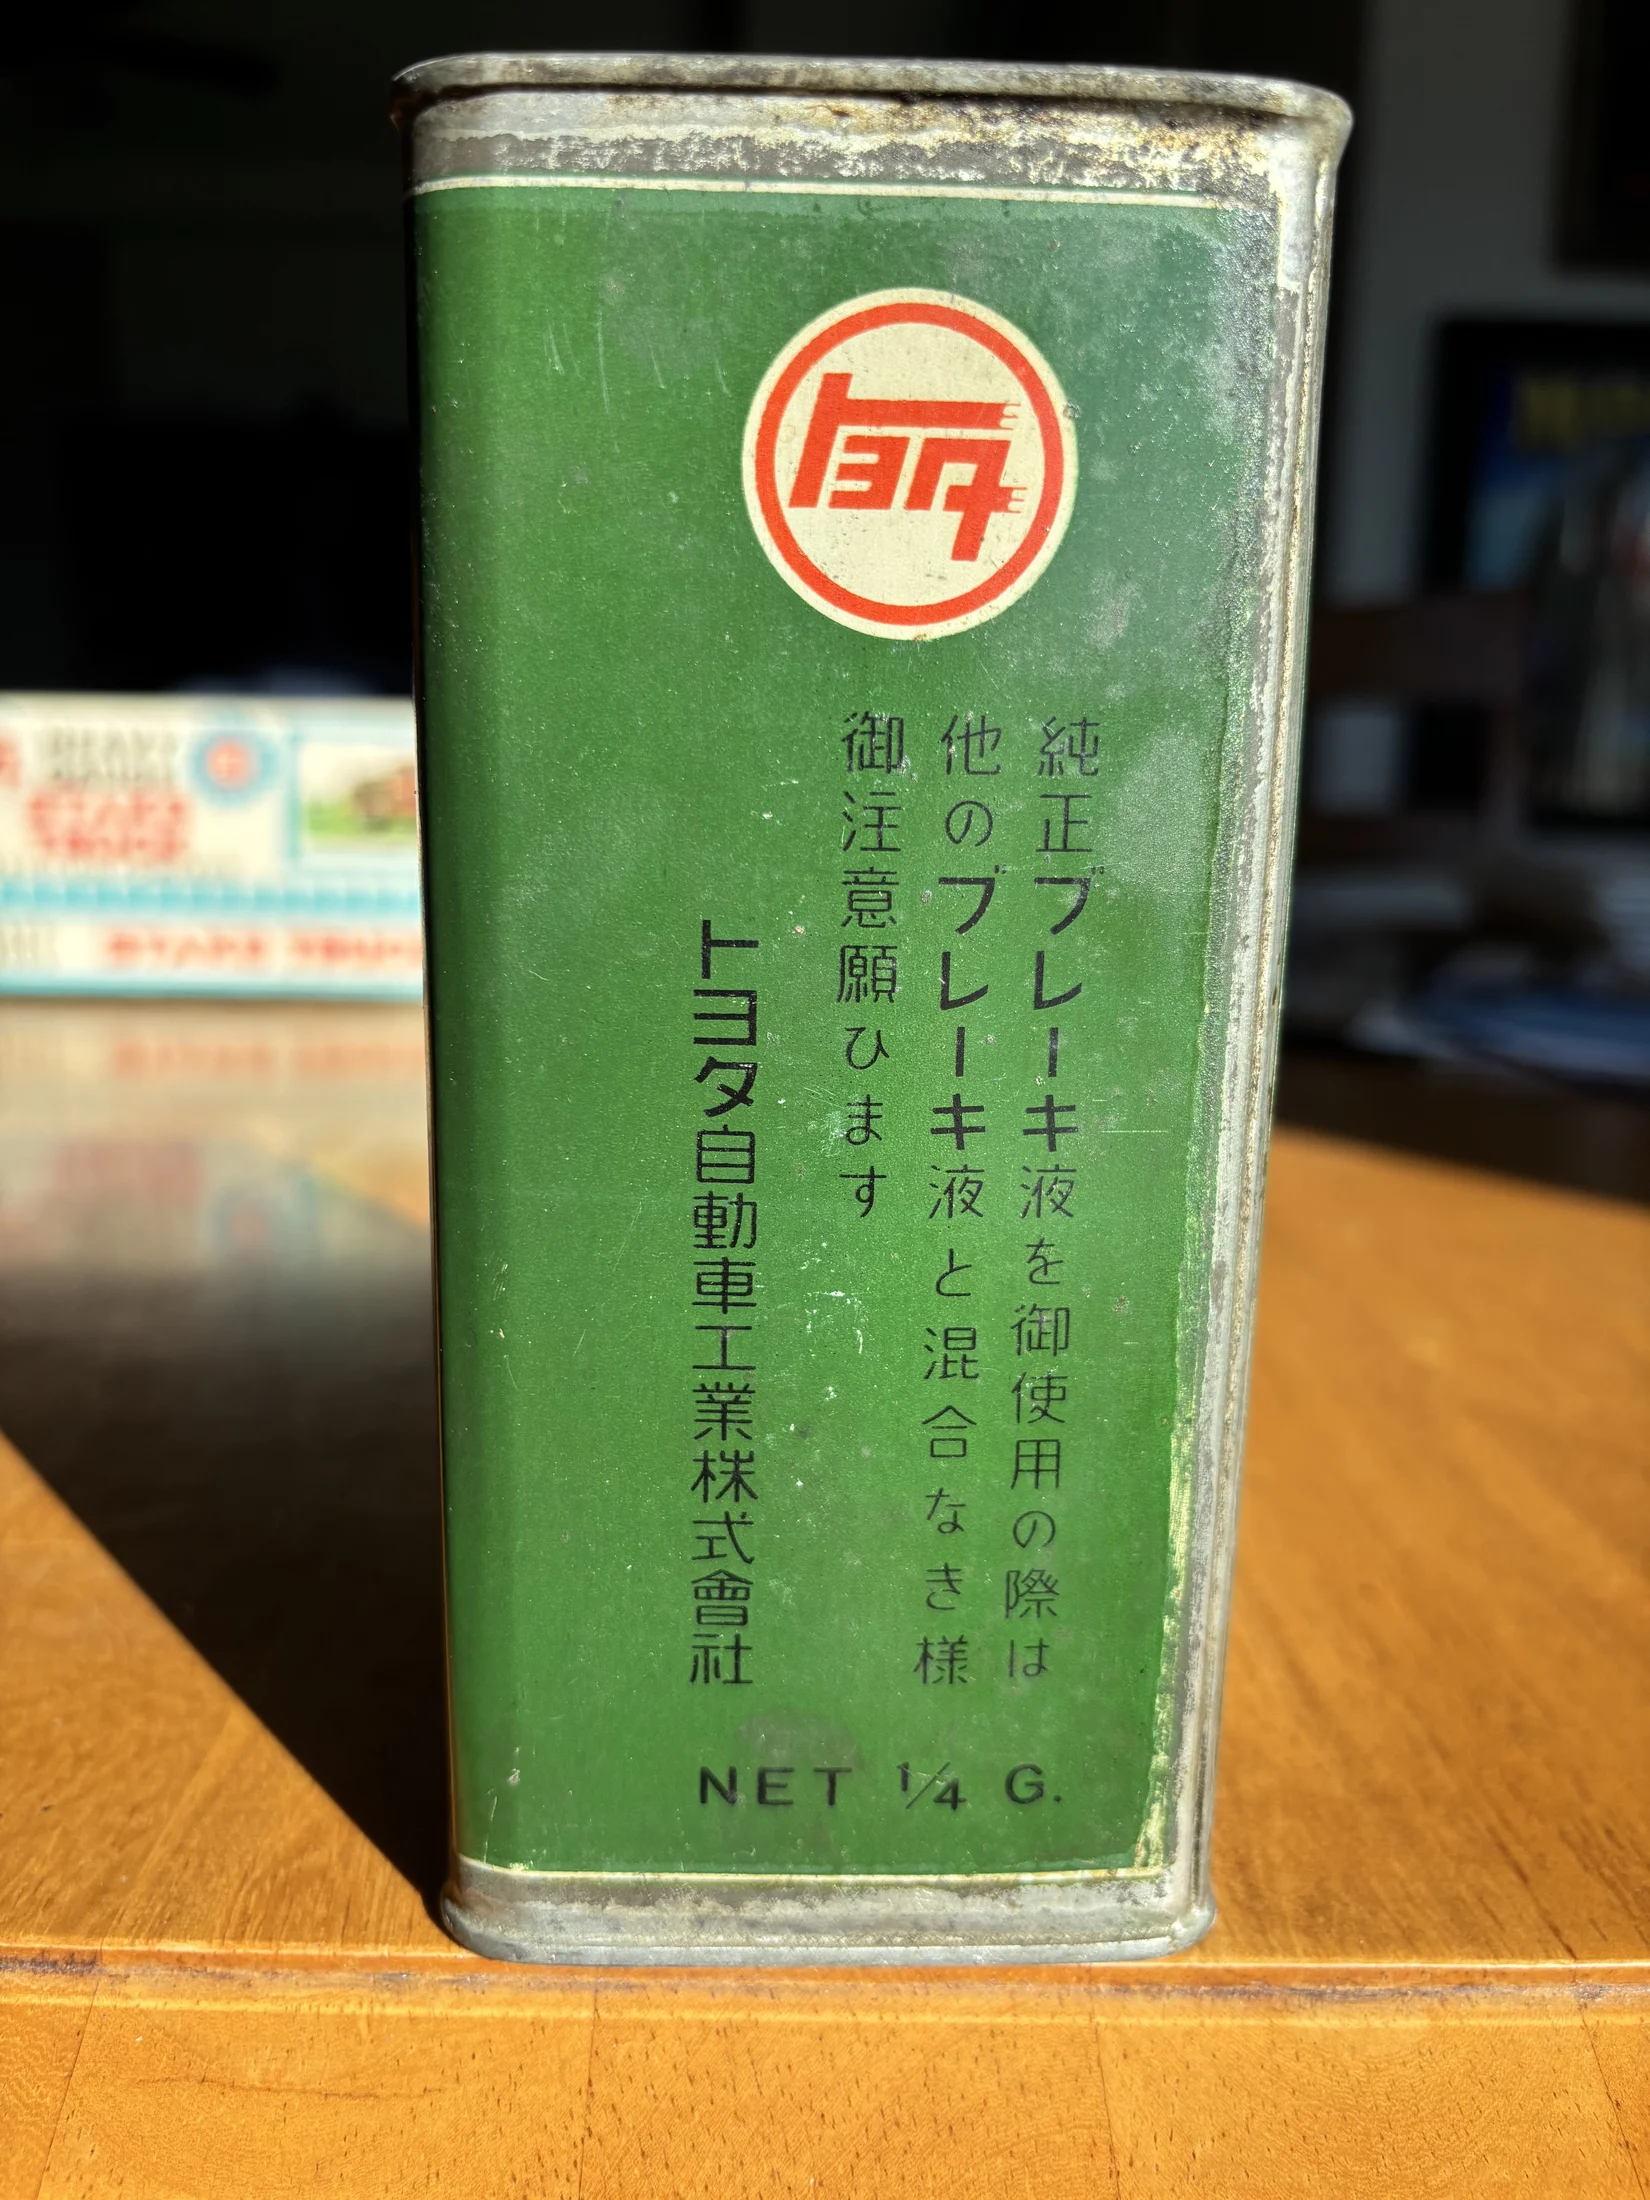 トヨタ
純正ブレーキ液を御使用の際は
他のブレーキ液と混合なき様
御注意願ひます
トヨタ自動車工業株式會社
NET 1/4 G.
STAKE TRUCK